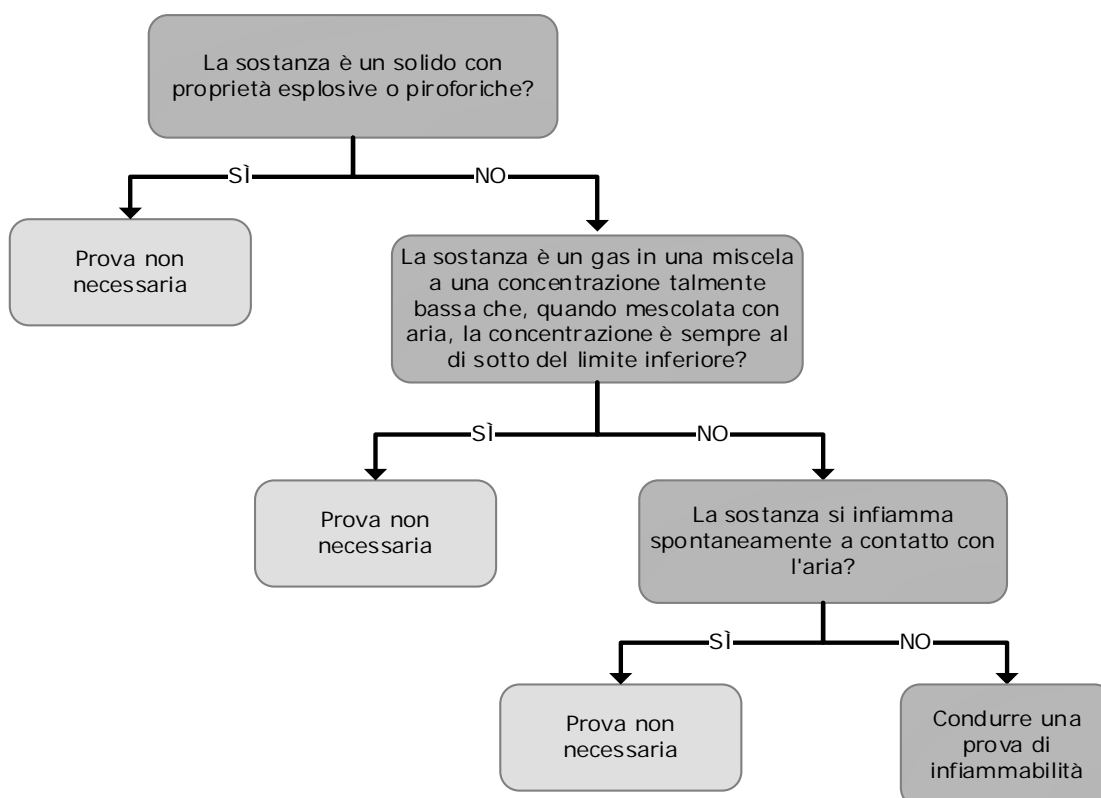 La sostanza è un solido con
proprietà esplosive o piroforiche?
SÌ
NO
Prova non
necessaria
La sostanza è un gas in una miscela
a una concentrazione talmente
bassa che, quando mescolata con
aria, la concentrazione è sempre al
di sotto del limite inferiore?
SÌ
NO
Prova non
necessaria
La sostanza si infiamma
spontaneamente a contatto con
l'aria?
SÌ
NO
Prova non
necessaria
Condurre una
prova di
infiammabilità